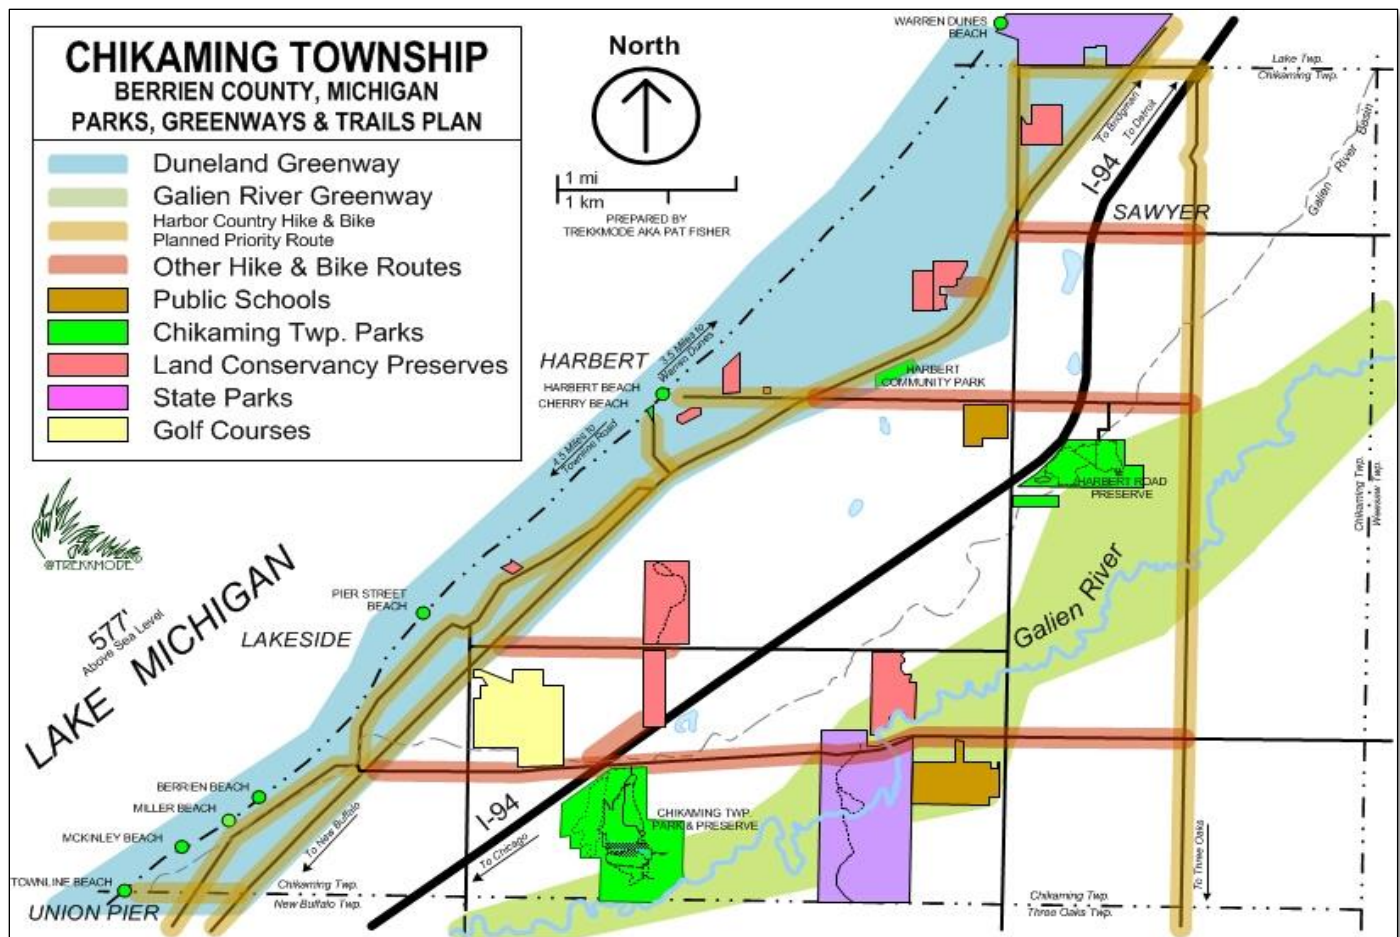 CHIKAMING TOWNSHIP
BERRIEN COUNTY, MICHIGAN
PARKS, GREENWAYS & TRAILS PLAN
Duneland Greenway
Galien River Greenway
Harbor Country Hike & Bike
Planned Priority Route
Other Hike & Bike Routes
Public Schools
Chikaming Twp. Parks
Land Conservancy Preserves
State Parks
Golf Courses
North
1 mi
1 km
PREPARED BY
TREKKMODE AKA PAT FISHER
WARREN DUNES
BEACH
Lake Twp.
Chikaming Twp.
To Bridgman
To Detroit
I-94
Galien River Basin
SAWYER
3.5 Miles to
Warren Dunes
HARBERT
HARBERT BEACH
CHERRY BEACH
HARBERT
COMMUNITY PARK
4.5 Miles to
Townline Road
HARBERT ROAD
PRESERVE
Chikaming Twp.
Weesaw Twp.
@TREKKMODE©
577'
Above Sea Level
LAKE MICHIGAN
PIER STREET
BEACH
LAKESIDE
Galien River
BERRIEN BEACH
MILLER BEACH
MCKINLEY BEACH
TOWNLINE BEACH
UNION PIER
To New Buffalo
I-94
To Chicago
CHIKAMING TWP.
PARK & PRESERVE
Chikaming Twp.
New Buffalo Twp.
To Three Oaks
Chikaming Twp.
Three Oaks Twp.